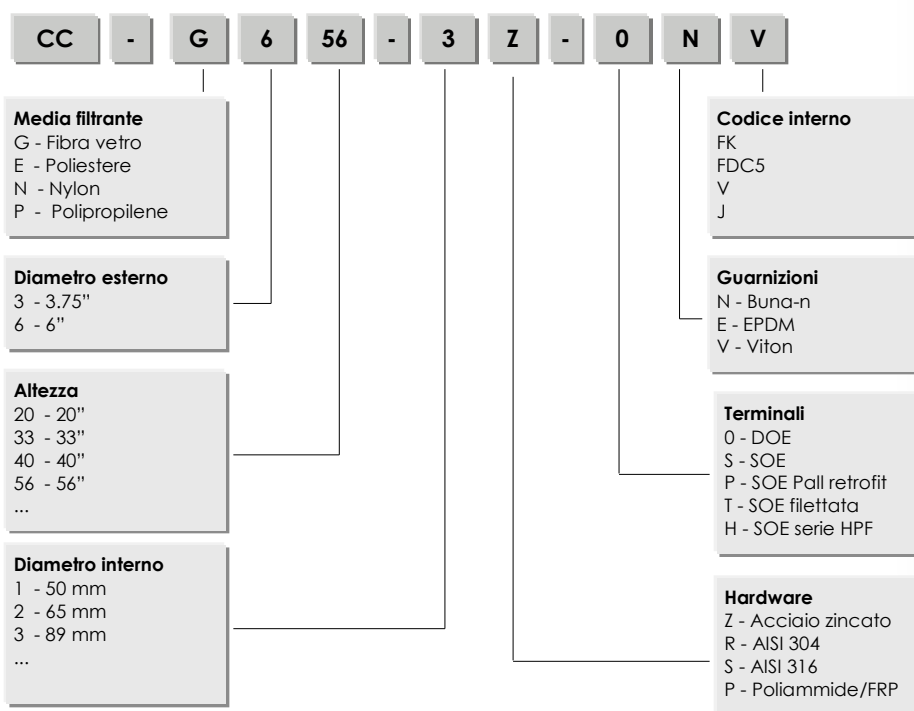 CC - G 6 56 - 3 Z - 0 N V
Media filtrante
G - Fibra vetro
E - Poliestere
N - Nylon
P - Polipropilene
Diametro esterno
3 - 3.75”
6 - 6”
Altezza
20 - 20”
33 - 33”
40 - 40”
56 - 56”
...
Diametro interno
1 - 50 mm
2 - 65 mm
3 - 89 mm
...
Codice interno
FK
FDC5
V
J
Guarnizioni
N - Buna-n
E - EPDM
V - Viton
Terminali
0 - DOE
S - SOE
P - SOE Pall retrofit
T - SOE filettata
H - SOE serie HPF
Hardware
Z - Acciaio zincato
R - AISI 304
S - AISI 316
P - Poliammide/FRP